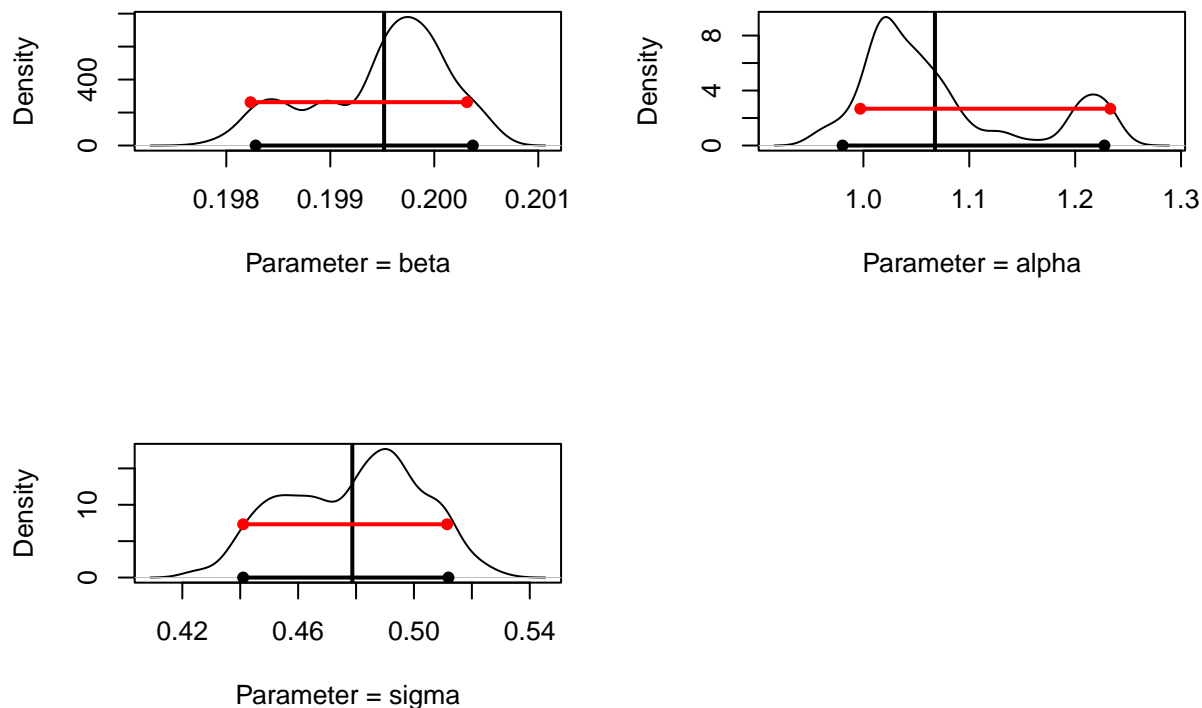 Density
0 400
0.198 0.199 0.200 0.201
Parameter = beta
Density
0 4 8
1.0 1.1 1.2 1.3
Parameter = alpha
Density
0 10
0.42 0.46 0.50 0.54
Parameter = sigma